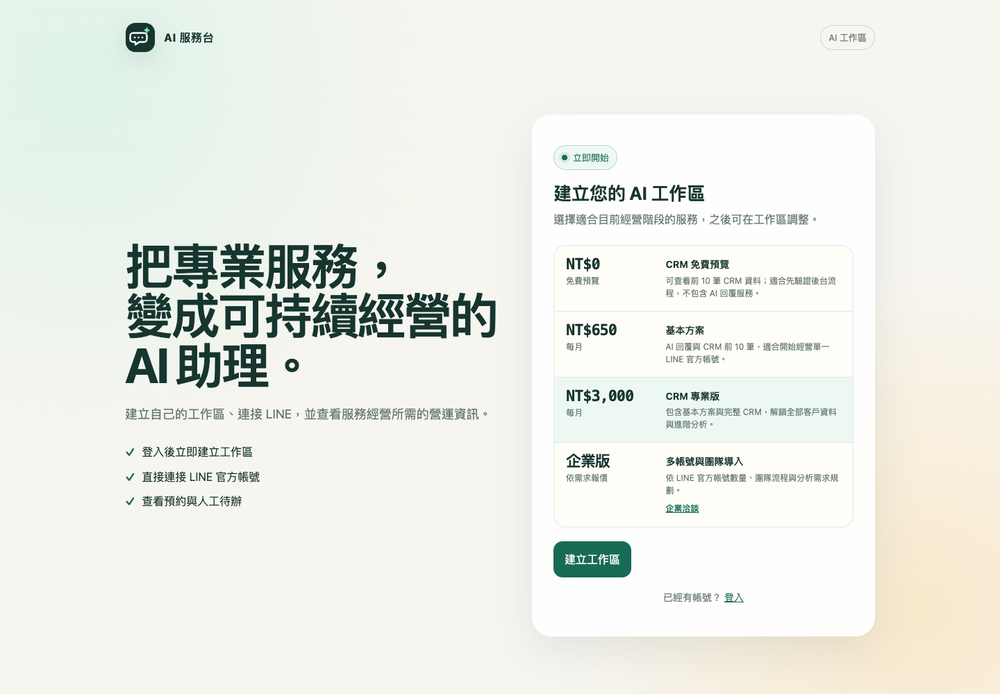 AI 服務台
AI 工作區
把專業服務，
變成可持續經營的
AI 助理。
建立自己的工作區、連接 LINE，並查看服務經營所需的營運資訊。
登入後立即建立工作區
直接連接 LINE 官方帳號
查看預約與人工待辦
立即開始
建立您的 AI 工作區
選擇適合目前經營階段的服務，之後可在工作區調整。
NT$0
免費預覽
CRM 免費預覽
可查看前 10 筆 CRM 資料；適合先驗證後台流
程，不包含 AI 回覆服務。
NT$650
每月
基本方案
AI 回覆與 CRM 前 10 筆，適合開始經營單一
LINE 官方帳號。
NT$3,000
每月
CRM 專業版
包含基本方案與完整 CRM，解鎖全部客戶資料
與進階分析。
企業版
依需求報價
多帳號與團隊導入
依 LINE 官方帳號數量、團隊流程與分析需求規
劃。
企業洽談
建立工作區
已經有帳號？ 登入